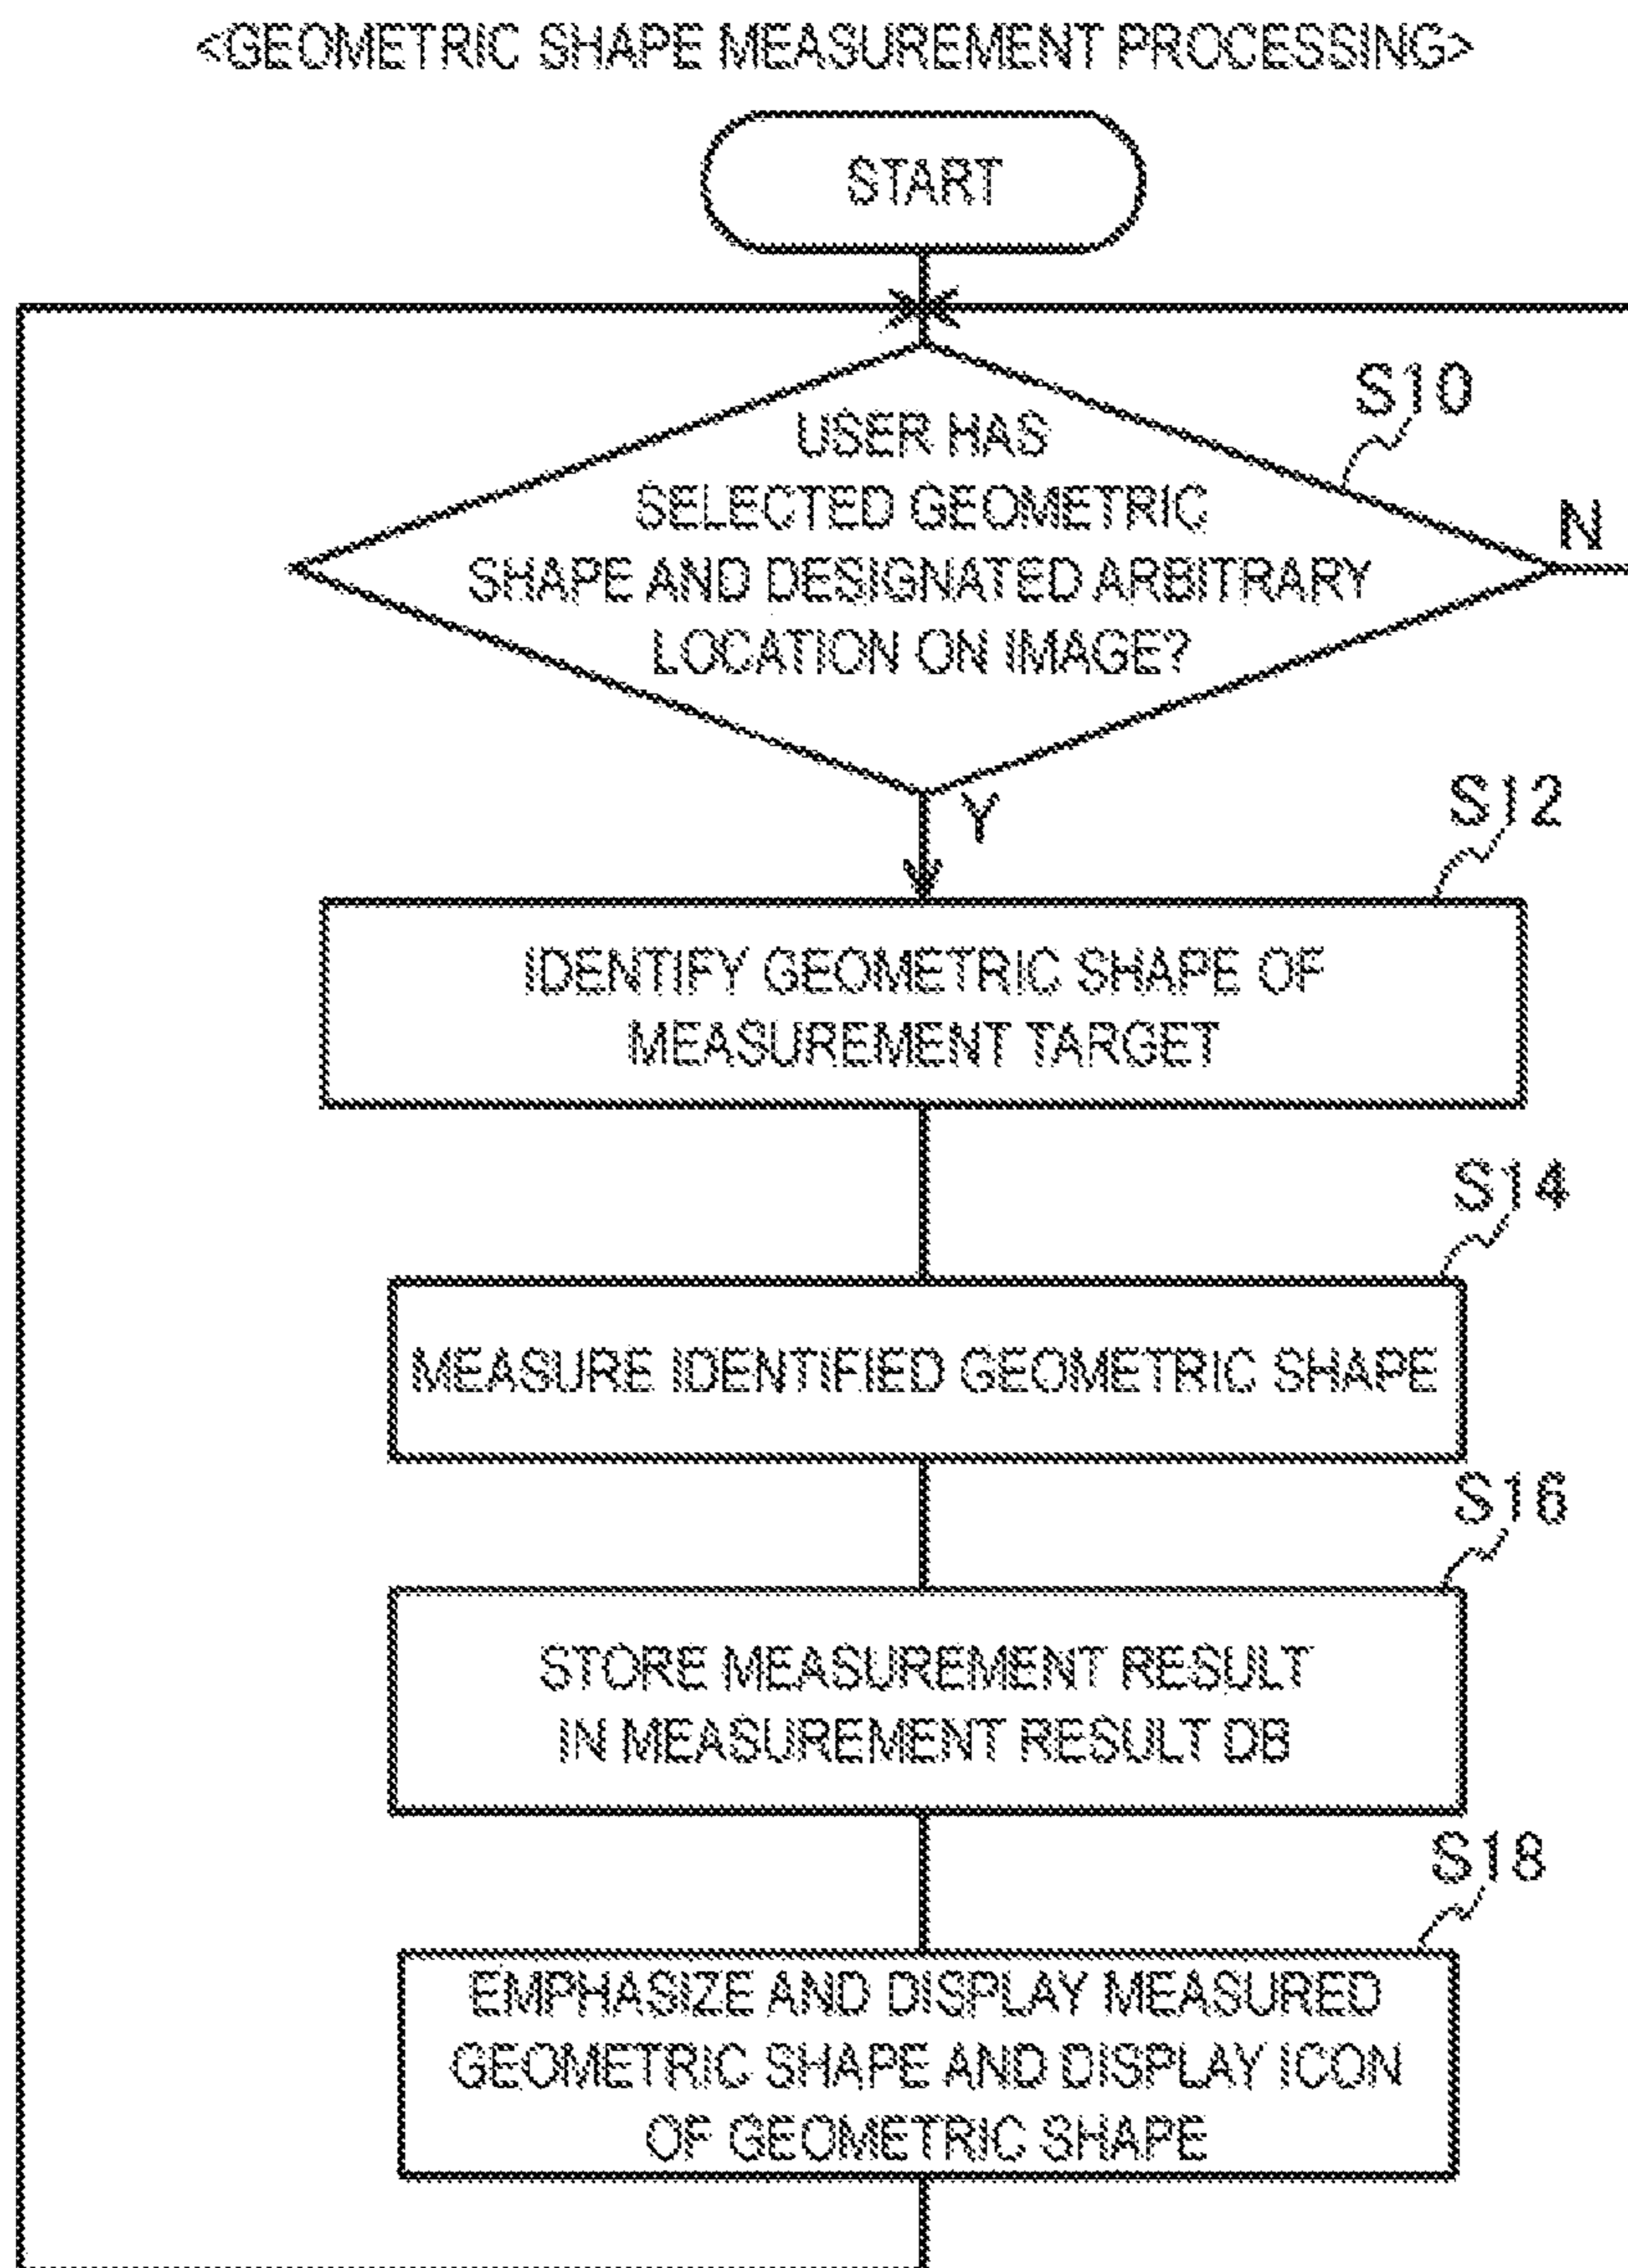 <GEOMETRIC SHAPE MEASUREMENT PROCESSING>
START
S10
USER HAS
SELECTED GEOMETRIC
SHAPE AND DESIGNATED ARBITRARY
LOCATION ON IMAGE?
N
Y
S12
IDENTIFY GEOMETRIC SHAPE OF
MEASUREMENT TARGET
S14
MEASURE IDENTIFIED GEOMETRIC SHAPE
S16
STORE MEASUREMENT RESULT
IN MEASUREMENT RESULT DB
S18
EMPHASIZE AND DISPLAY MEASURED
GEOMETRIC SHAPE AND DISPLAY ICON
OF GEOMETRIC SHAPE